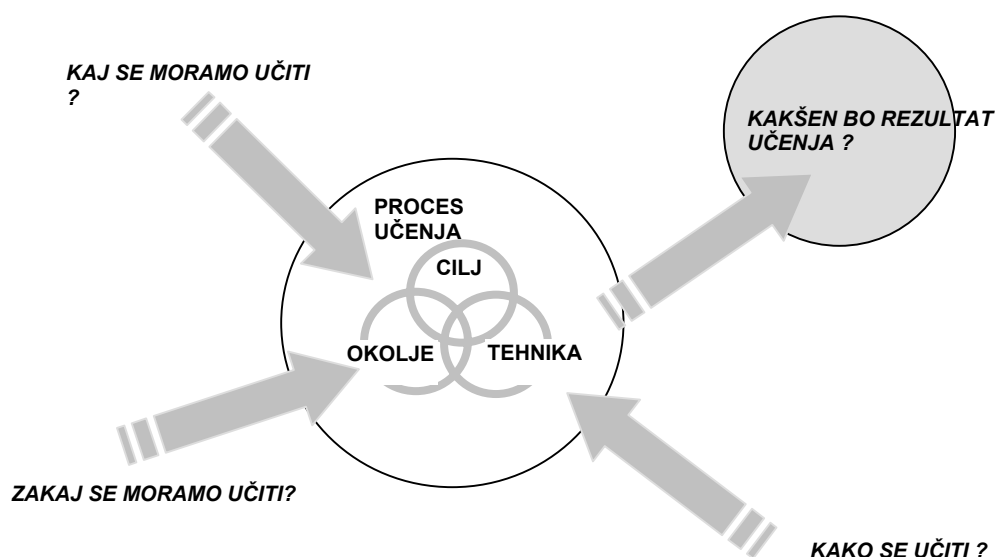 KAJ SE MORAMO UČITI
?
KAKŠEN BO REZULTAT
UČENJA ?
PROCES
UČENJA
CILJ
OKOLJE
TEHNIKA
ZAKAJ SE MORAMO UČITI?
KAKO SE UČITI ?